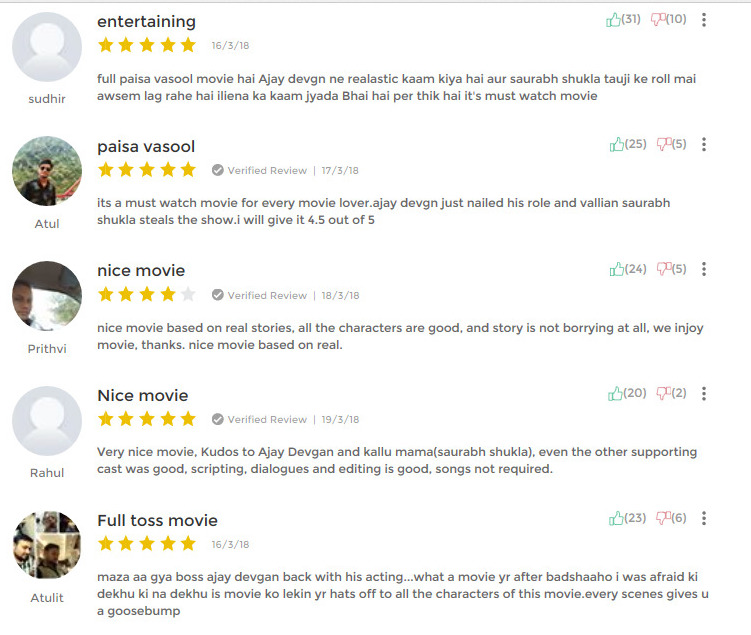 entertaining
(31) (10)
16/3/18
full paisa vasool movie hai Ajay devgn ne realastic kaam kiya hai aur saurabh shukla tauji ke roll mai
awsem lag rahe hai iliena ka kaam jyada Bhai hai per thik hai it's must watch movie
sudhir
paisa vasool
(25) (5)
Verified Review | 17/3/18
its a must watch movie for every movie lover.ajay devgn just nailed his role and vallian saurabh
shukla steals the show.i will give it 4.5 out of 5
Atul
nice movie
(24) (5)
Verified Review | 18/3/18
nice movie based on real stories, all the characters are good, and story is not borrying at all, we injoy
movie, thanks. nice movie based on real.
Prithvi
Nice movie
(20) (2)
Verified Review | 19/3/18
Very nice movie, Kudos to Ajay Devgan and kallu mama(saurabh shukla), even the other supporting
cast was good, scripting, dialogues and editing is good, songs not required.
Rahul
Full toss movie
(23) (6)
16/3/18
maza aa gya boss ajay devgan back with his acting...what a movie yr after badshaaho i was afraid ki
dekhu ki na dekhu is movie ko lekin yr hats off to all the characters of this movie.every scenes gives u
a goosebump
Atulit